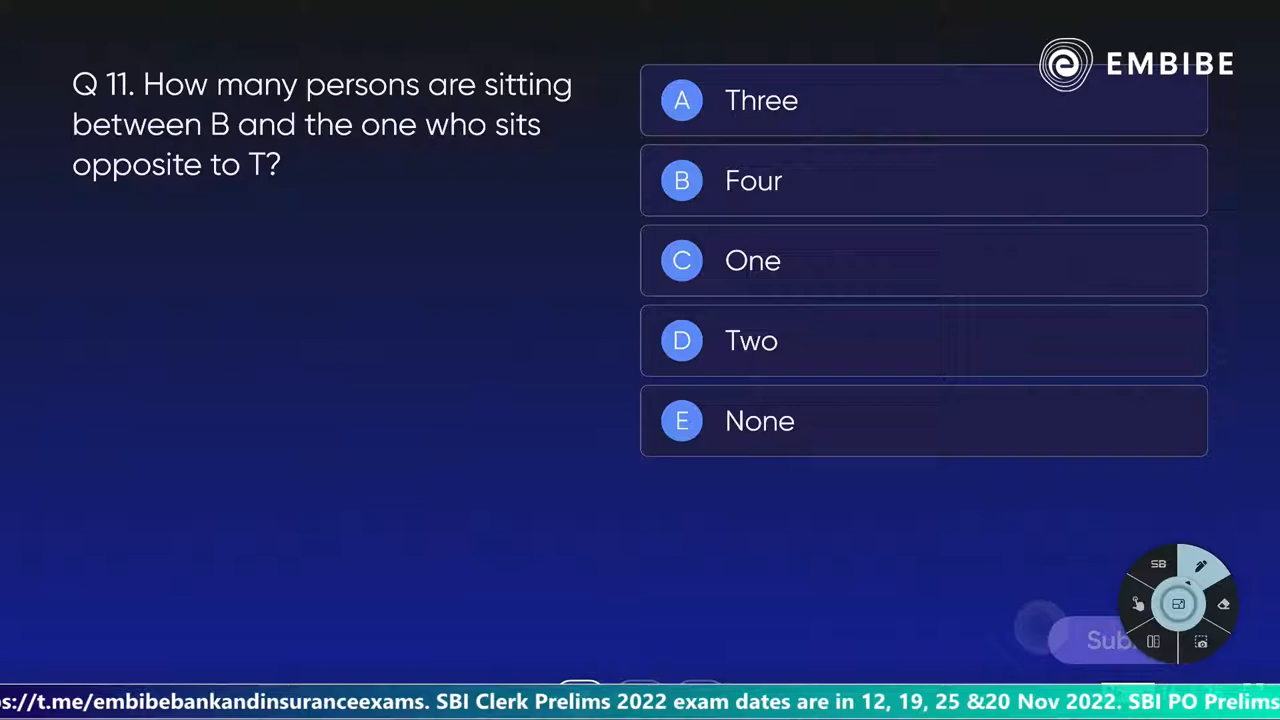 EMBIBE
Q 11. How many persons are sitting
between B and the one who sits
opposite to T?
A Three
B Four
C One
D Two
E None
SB
Sub
s://t.me/embibebankandinsuranceexams. SBI Clerk Prelims 2022 exam dates are in 12, 19, 25 &20 Nov 2022. SBI PO Prelims